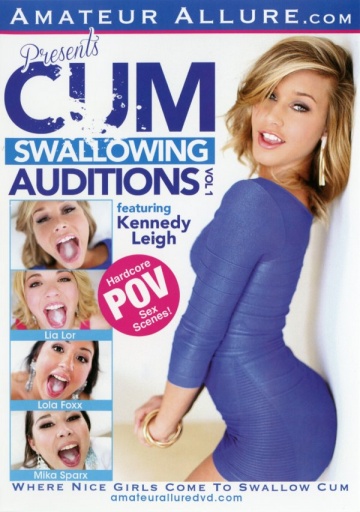 AMATEUR ALLURE.COM
Presents
CUM
SWALLOWING
AUDITIONS VOL 1
featuring
Kennedy
Leigh
Hardcore
POV
Sex
Scenes!
Lia Lor
Lola Foxx
Mika Sparx
WHERE NICE GIRLS COME TO SWALLOW CUM
amateuralluredvd.com